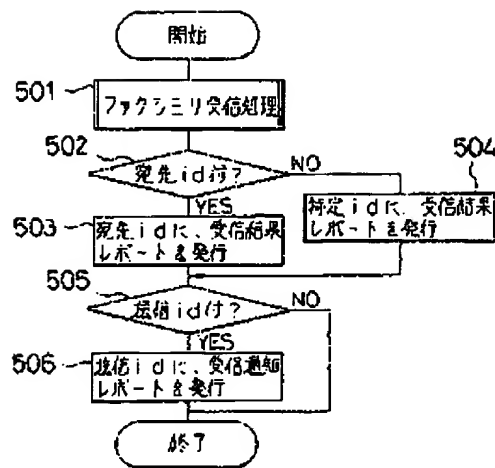 開始
501
ファクシミリ受信処理
502
宛先id付?
NO
504
YES
503
宛先idに、受信結果
レポートを発行
特定idに、受信結果
レポートを発行
505
送信id付?
NO
YES
506
送信idに、受信通知
レポートを発行
終了